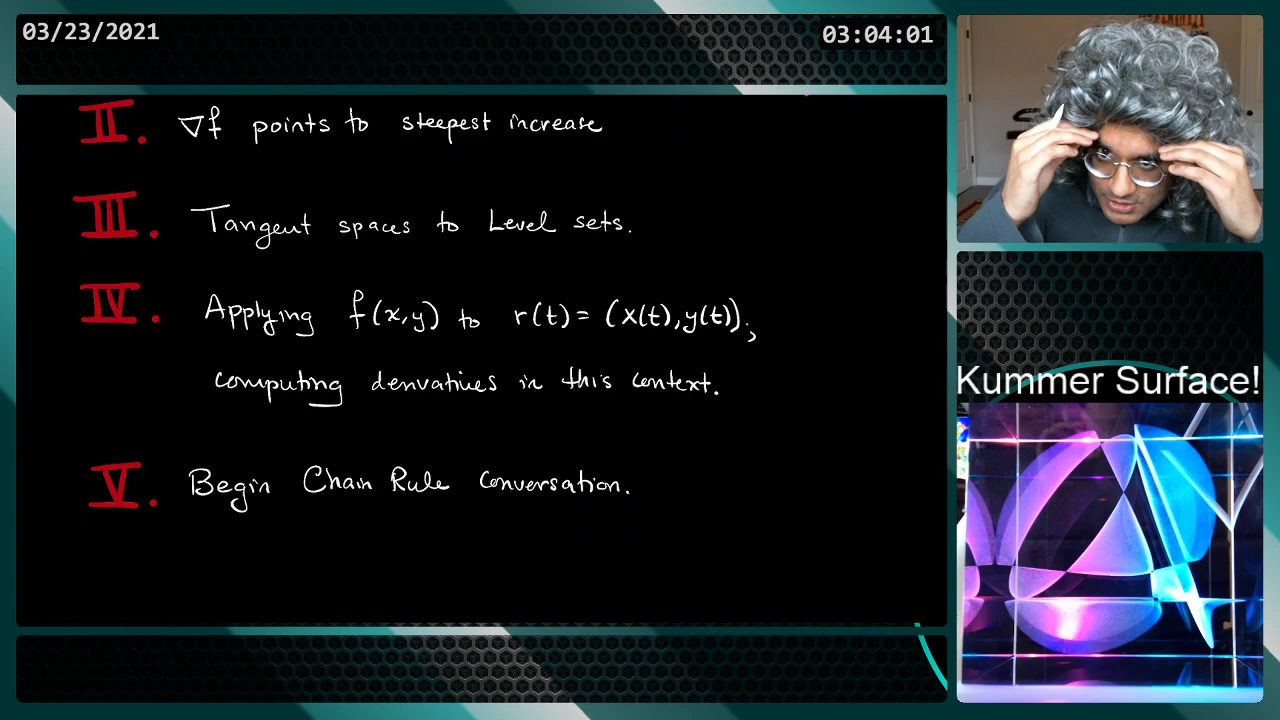 03/23/2021
03:04:01
II. ∇f points to steepest increase
III. Tangent spaces to Level sets.
IV. Applying f(x,y) to r(t)= (x(t),y(t));
computing derivatives in this context.
V. Begin Chain Rule conversation.
Kummer Surface!